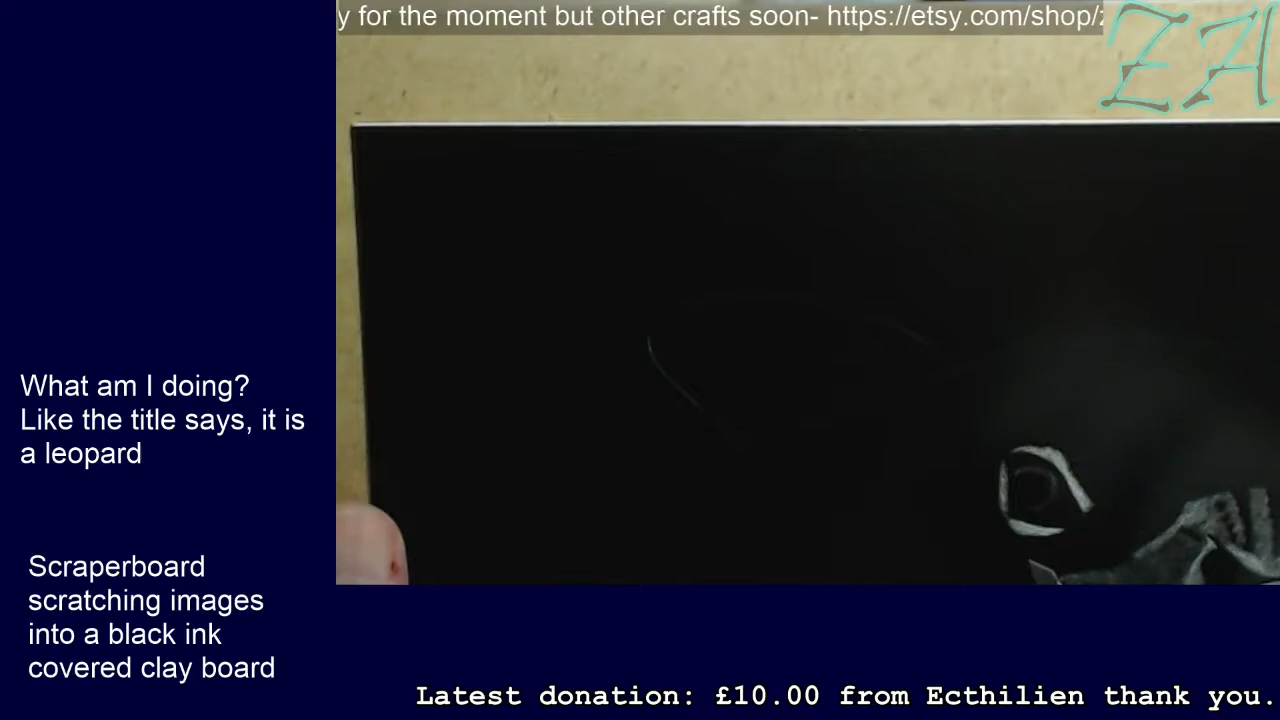 y for the moment but other crafts soon- https://etsy.com/shop/
ZA
What am I doing?
Like the title says, it is
a leopard
Scraperboard
scratching images
into a black ink
covered clay board
Latest donation: £10.00 from Ecthilien thank you.